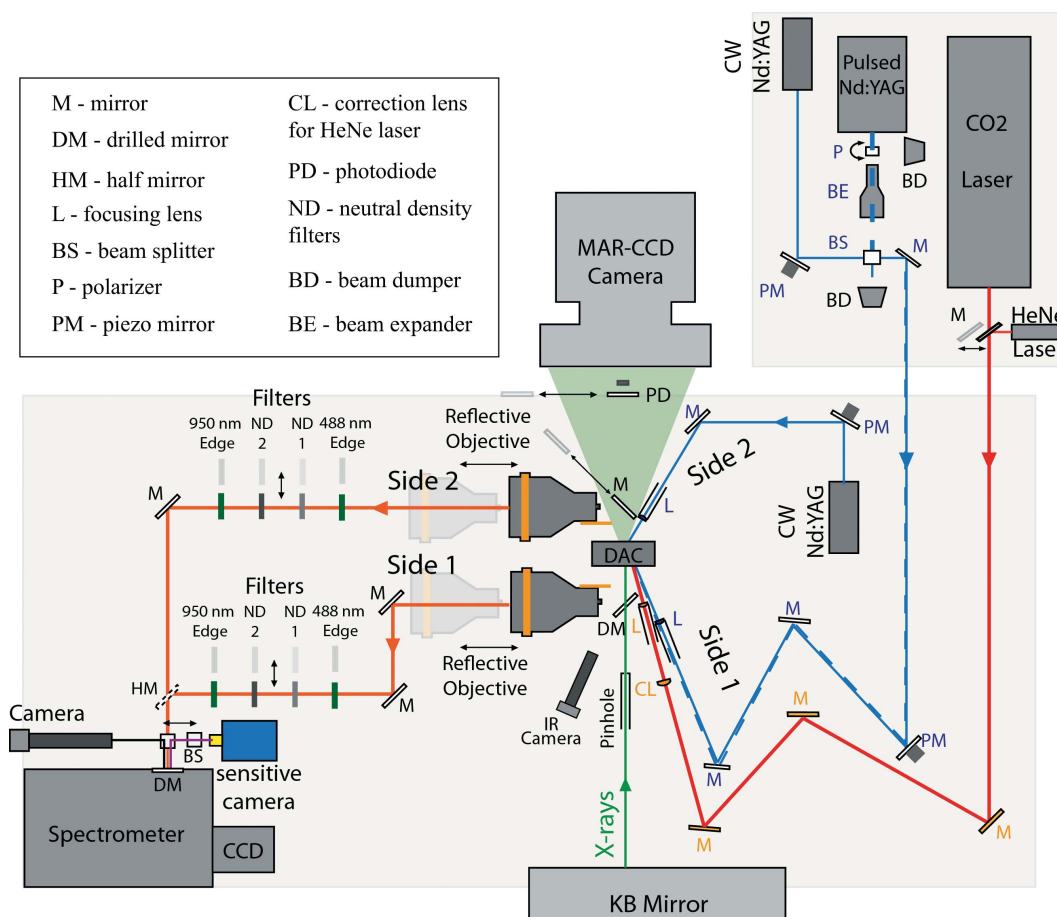 M - mirror
DM - drilled mirror
HM - half mirror
L - focusing lens
BS - beam splitter
P - polarizer
PM - piezo mirror
CL - correction lens
for HeNe laser
PD - photodiode
ND - neutral density
filters
BD - beam dumper
BE - beam expander
CW
Nd:YAG
Pulsed
Nd:YAG
CO2
Laser
P
BD
BE
BS
M
PM
BD
M
HeNe
Laser
MAR-CCD
Camera
PD
Reflective
Objective
M
M
Side 2
L
PM
CW
Nd:YAG
Filters
950 nm
Edge
ND
2
ND
1
488 nm
Edge
M
Side 2
DAC
Side 1
Filters
950 nm
Edge
ND
2
ND
1
488 nm
Edge
M
M
HM
Reflective
Objective
DM
L
L
Side 1
CL
IR
Camera
Pinhole
X-rays
M
M
M
PM
M
M
Camera
BS
DM
sensitive
camera
Spectrometer
CCD
KB Mirror